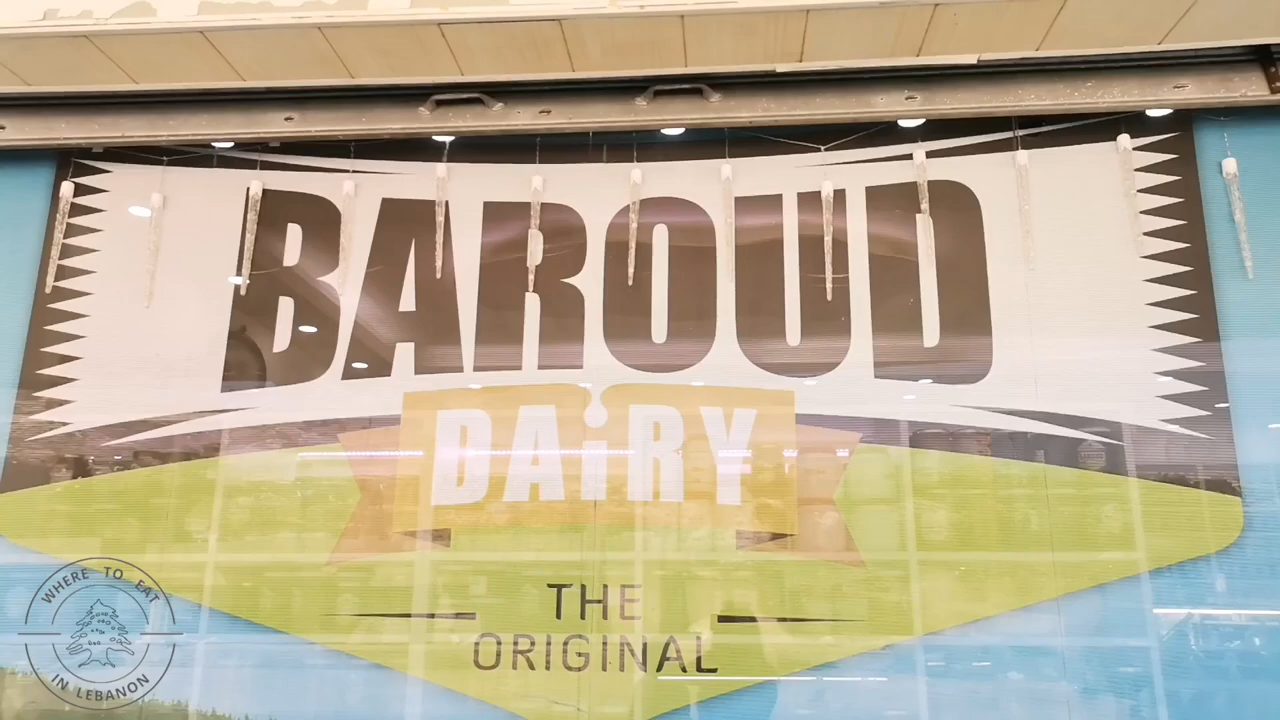 BAROUD
DAiRY
THE
ORIGINAL
WHERE TO EAT
IN LEBANON